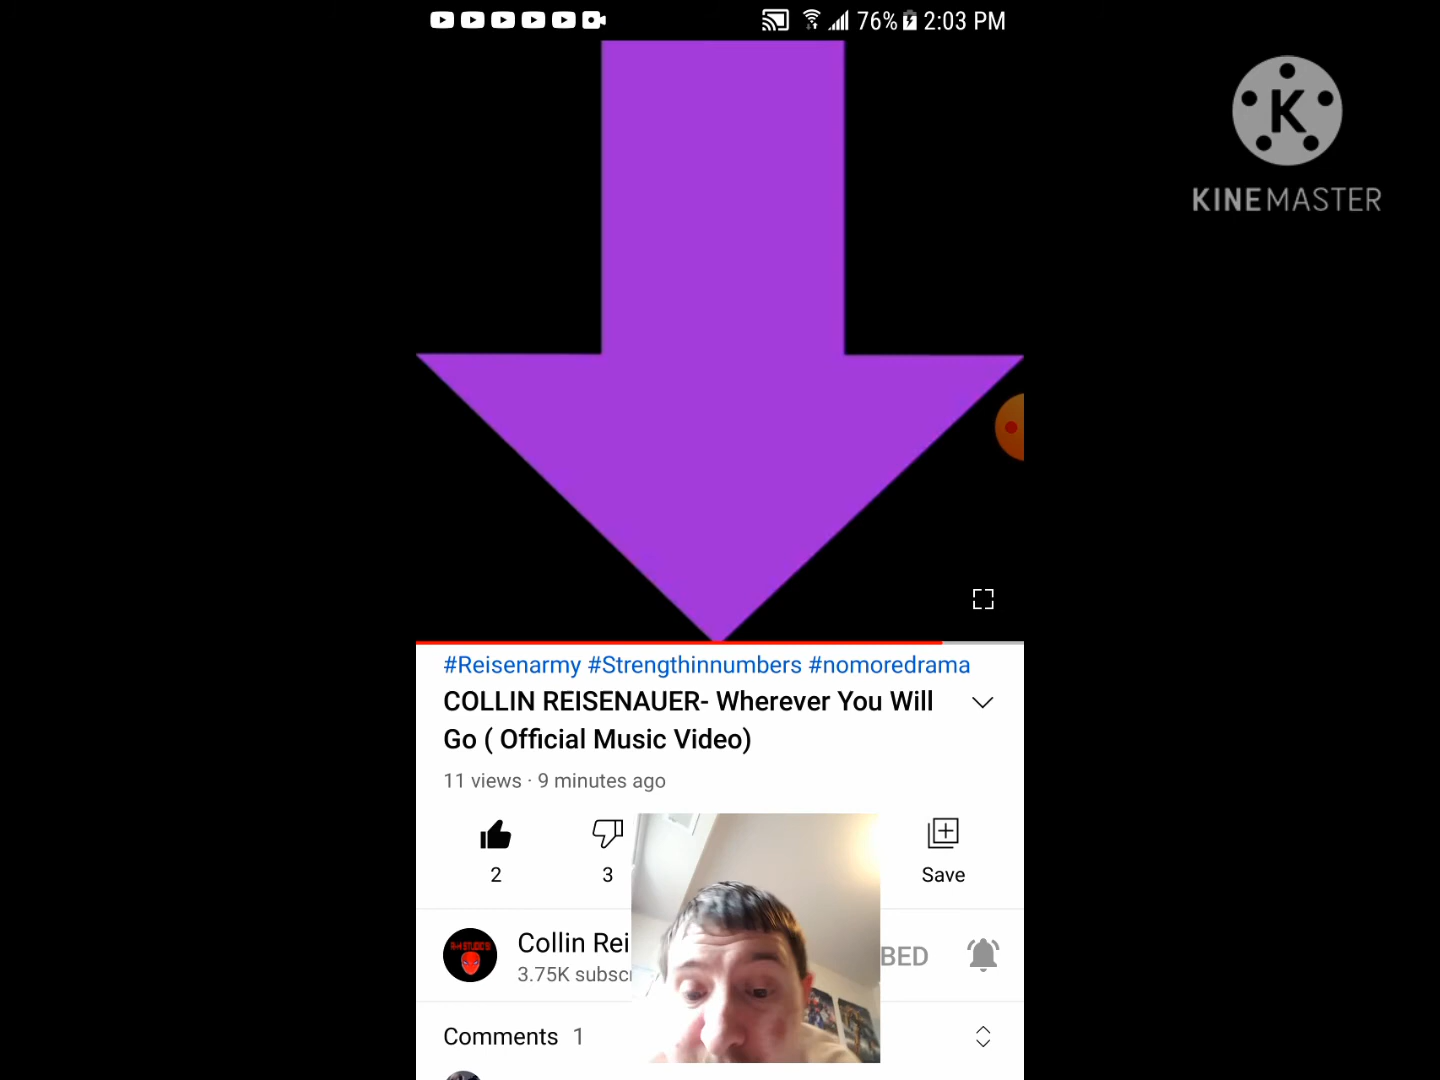 76% 2:03 PM
K
KINEMASTER
#Reisenarmy #Strengthinnumbers #nomoredrama
COLLIN REISENAUER- Wherever You Will
Go ( Official Music Video)
11 views · 9 minutes ago
2 3 Save
Collin Rei
3.75K subscr BED
Comments 1